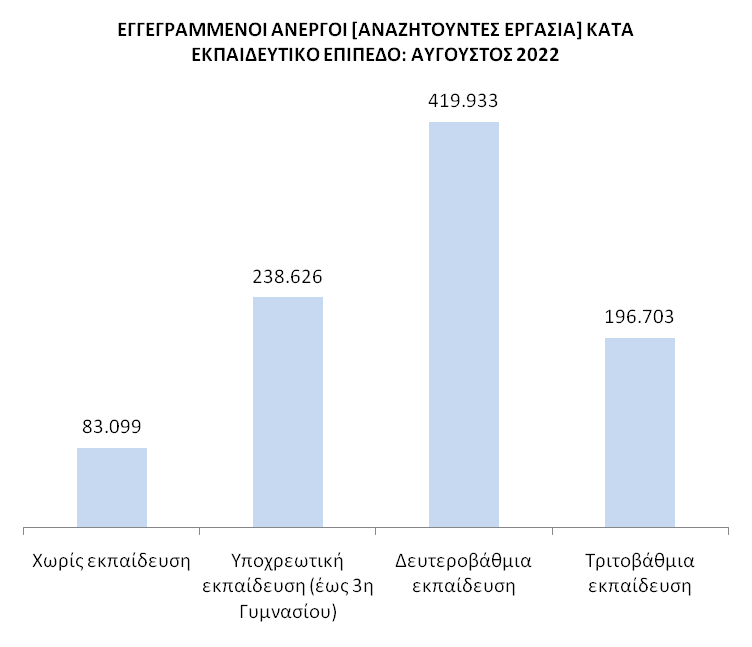 ΕΓΓΕΓΡΑΜΜΕΝΟΙ ΑΝΕΡΓΟΙ [ΑΝΑΖΗΤΟΥΝΤΕΣ ΕΡΓΑΣΙΑ] ΚΑΤΑ
ΕΚΠΑΙΔΕΥΤΙΚΟ ΕΠΙΠΕΔΟ: ΑΥΓΟΥΣΤΟΣ 2022
419.933
238.626
196.703
83.099
Χωρίς εκπαίδευση
Υποχρεωτική
εκπαίδευση (έως 3η
Γυμνασίου)
Δευτεροβάθμια
εκπαίδευση
Τριτοβάθμια
εκπαίδευση